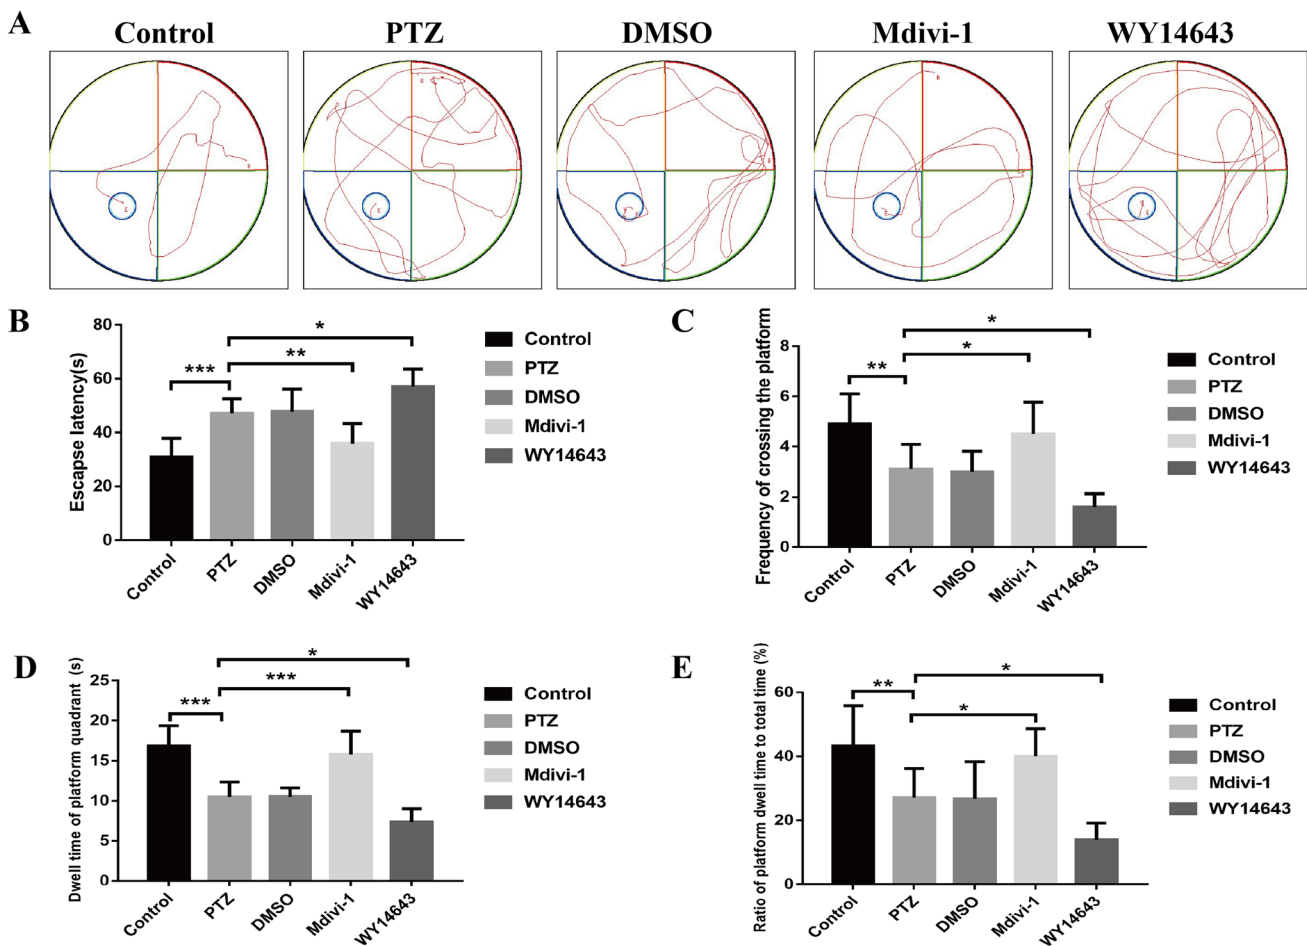 A
Control
PTZ
DMSO
Mdivi-1
WY14643
B
E
B
E
B
E
B
E
E
B
Escapse latency(s)
80
60
40
20
0
***
**
*
Control
PTZ
DMSO
Mdivi-1
WY14643
Control
PTZ
DMSO
Mdivi-1
WY14643
C
Frequency of crossing the platform
8
6
4
2
0
**
*
*
Control
PTZ
DMSO
Mdivi-1
WY14643
Control
PTZ
DMSO
Mdivi-1
WY14643
D
Dwell time of platform quadrant (s)
25
20
15
10
5
0
***
***
*
Control
PTZ
DMSO
Mdivi-1
WY14643
Control
PTZ
DMSO
Mdivi-1
WY14643
E
Ratio of platform dwell time to total time (%)
60
40
20
0
**
*
*
Control
PTZ
DMSO
Mdivi-1
WY14643
Control
PTZ
DMSO
Mdivi-1
WY14643